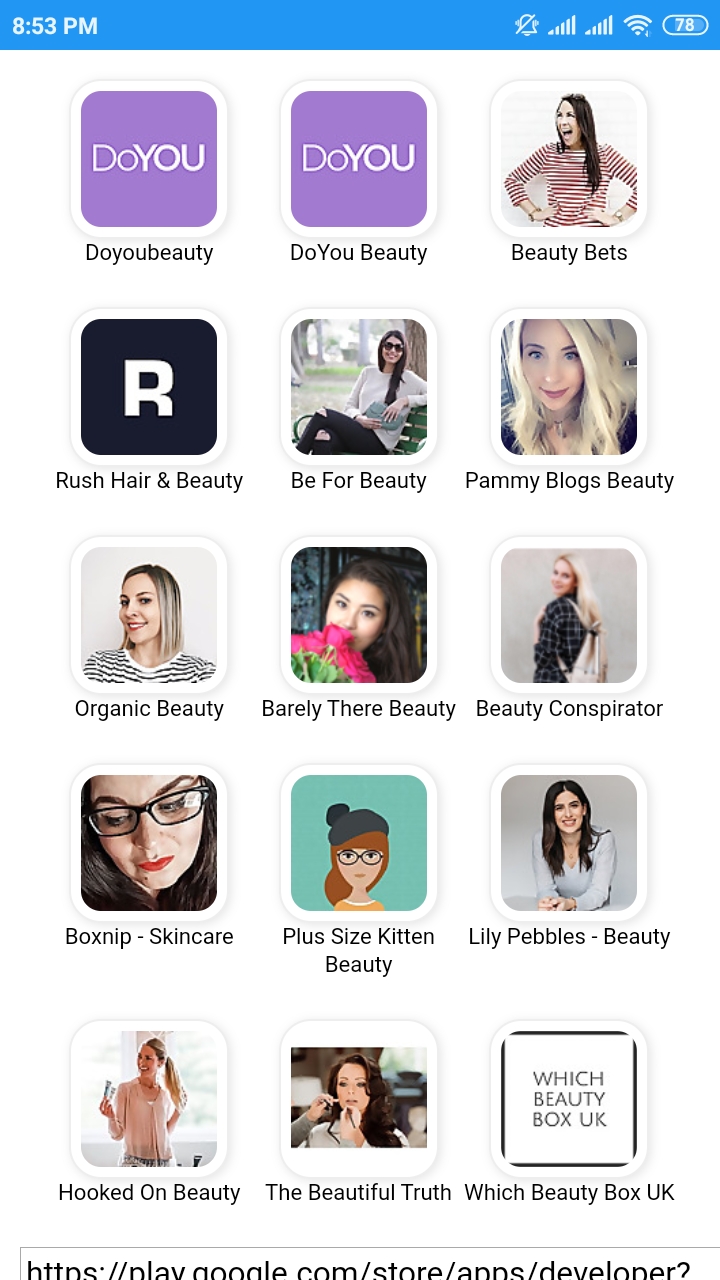 8:53 PM 78
DoYOU DoYOU
Doyoubeauty DoYou Beauty Beauty Bets
R
Rush Hair & Beauty Be For Beauty Pammy Blogs Beauty
Organic Beauty Barely There Beauty Beauty Conspirator
Boxnip - Skincare Plus Size Kitten Lily Pebbles - Beauty
Beauty
WHICH
BEAUTY
BOX UK
Hooked On Beauty The Beautiful Truth Which Beauty Box UK
https://play.google.com/store/apps/developer?